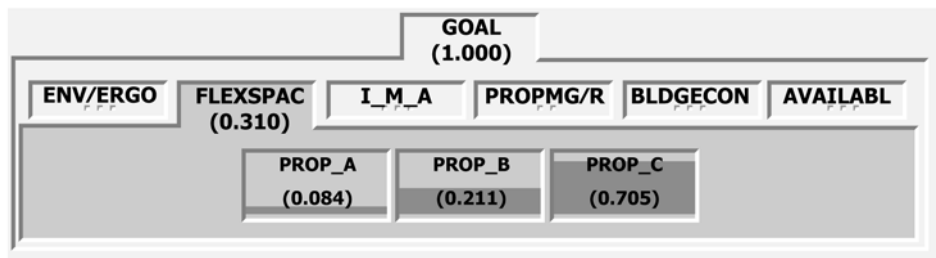 GOAL
(1.000)
ENV/ERGO FLEXSPAC I_M_A PROPMG/R BLDGECON AVAILABL
(0.310)
PROP_A PROP_B PROP_C
(0.084) (0.211) (0.705)